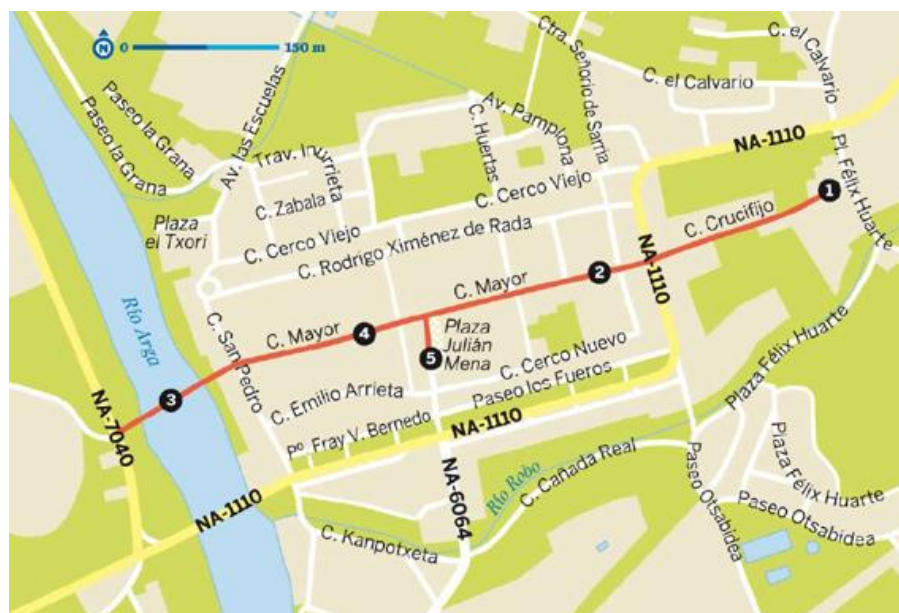 N 0 150 m
C. el Calvario
Ctra. Señorío de Sarria
C. el Calvario
Paseo la Grana
Paseo la Grana
Av. las Escuelas
Av. Pamplona
C. Huertas
NA-1110
Pl. Félix Huarte
Trav. Iturrieta
C. Zabala
C. Cerco Viejo
1
Plaza
el Txori
C. Cerco Viejo
C. Rodrigo Ximénez de Rada
C. Crucifijo
NA-1110
2
C. Mayor
Río Arga
C. San Pedro
C. Mayor
4
Plaza
Julián
Mena
5
Plaza Félix Huarte
3
C. Cerco Nuevo
C. Emilio Arrieta
Paseo los Fueros
NA-7040
Pº Fray V. Bernedo
NA-1110
Plaza Félix Huarte
NA-1110
NA-6064
Río Robo
C. Cañada Real
Paseo Otsabidea
Paseo Otsabidea
C. Kanpotxeta